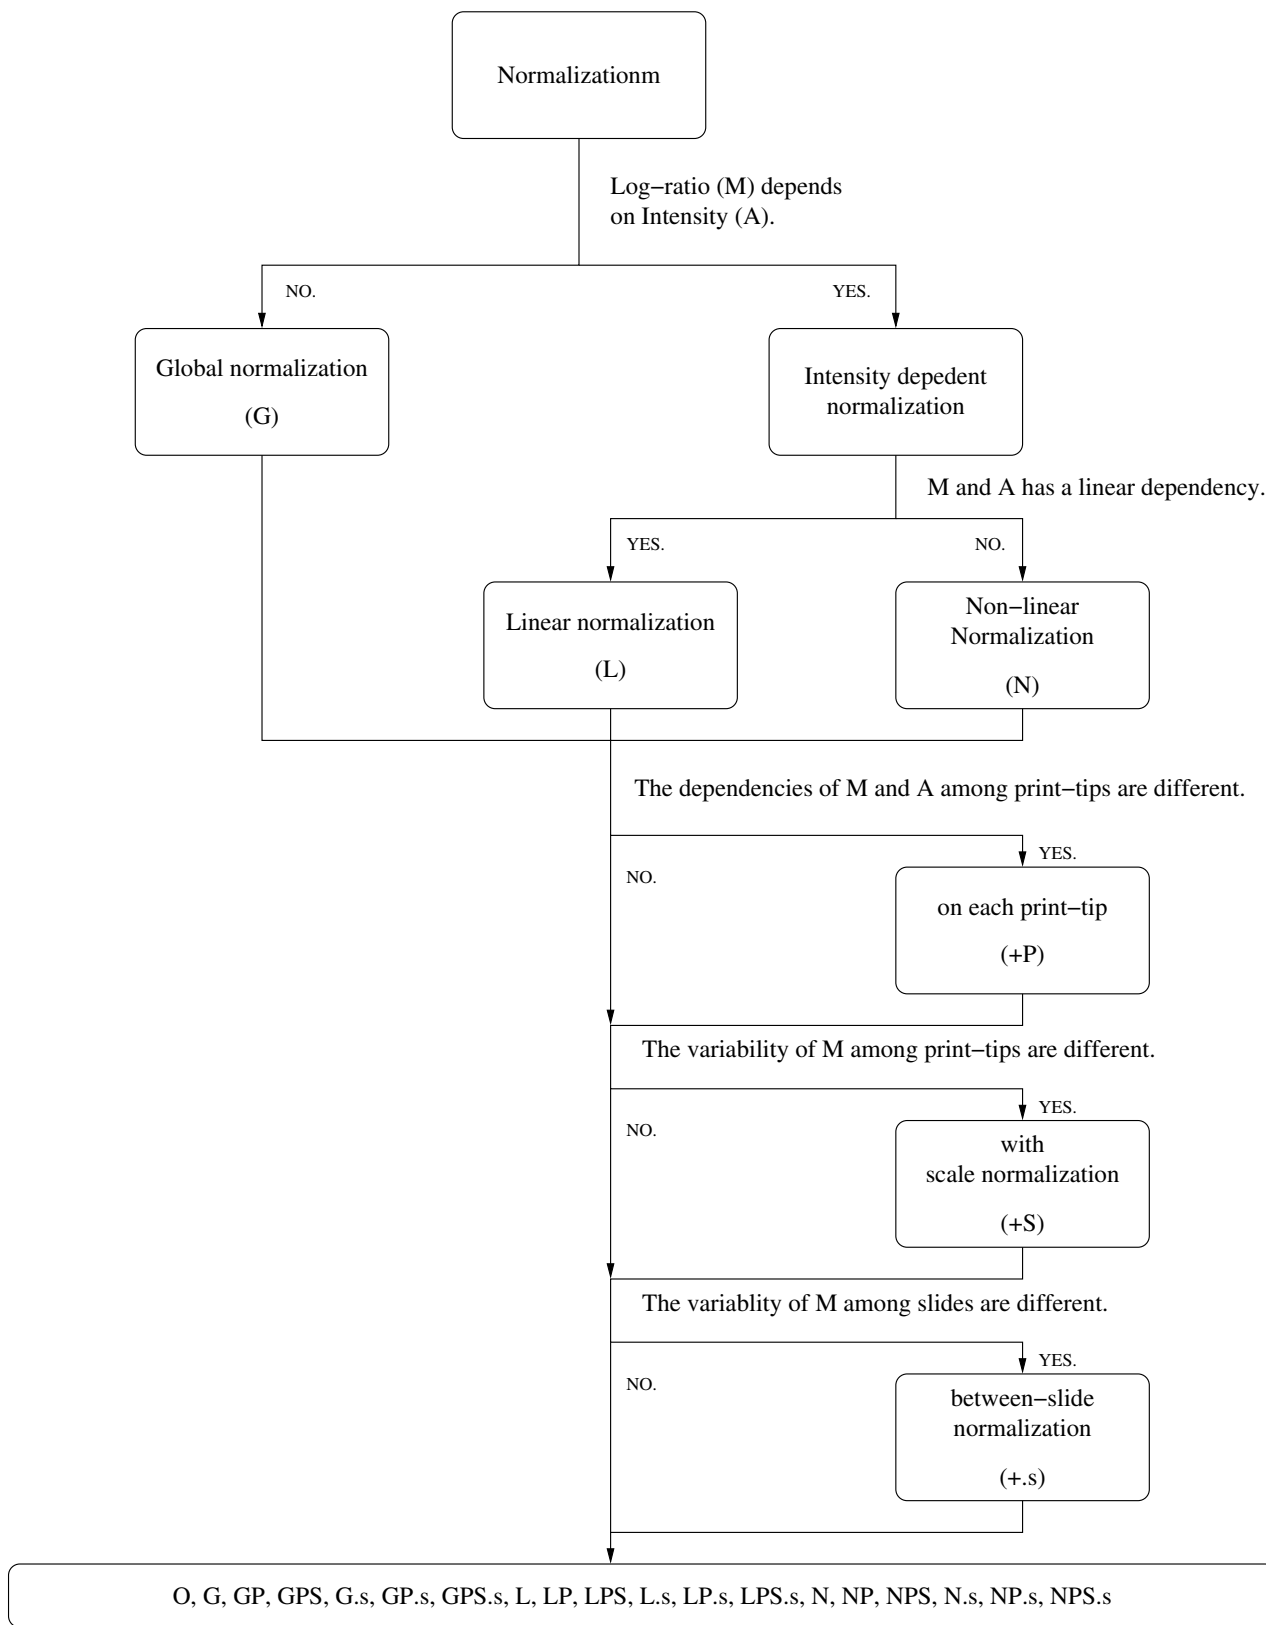 Normalizationm
Log−ratio (M) depends
on Intensity (A).
NO.
YES.
Global normalization
(G)
Intensity depedent
normalization
M and A has a linear dependency.
YES.
NO.
Linear normalization
(L)
Non−linear
Normalization
(N)
The dependencies of M and A among print−tips are different.
YES.
NO.
on each print−tip
(+P)
The variability of M among print−tips are different.
YES.
NO.
with
scale normalization
(+S)
The variablity of M among slides are different.
YES.
NO.
between−slide
normalization
(+.s)
O, G, GP, GPS, G.s, GP.s, GPS.s, L, LP, LPS, L.s, LP.s, LPS.s, N, NP, NPS, N.s, NP.s, NPS.s